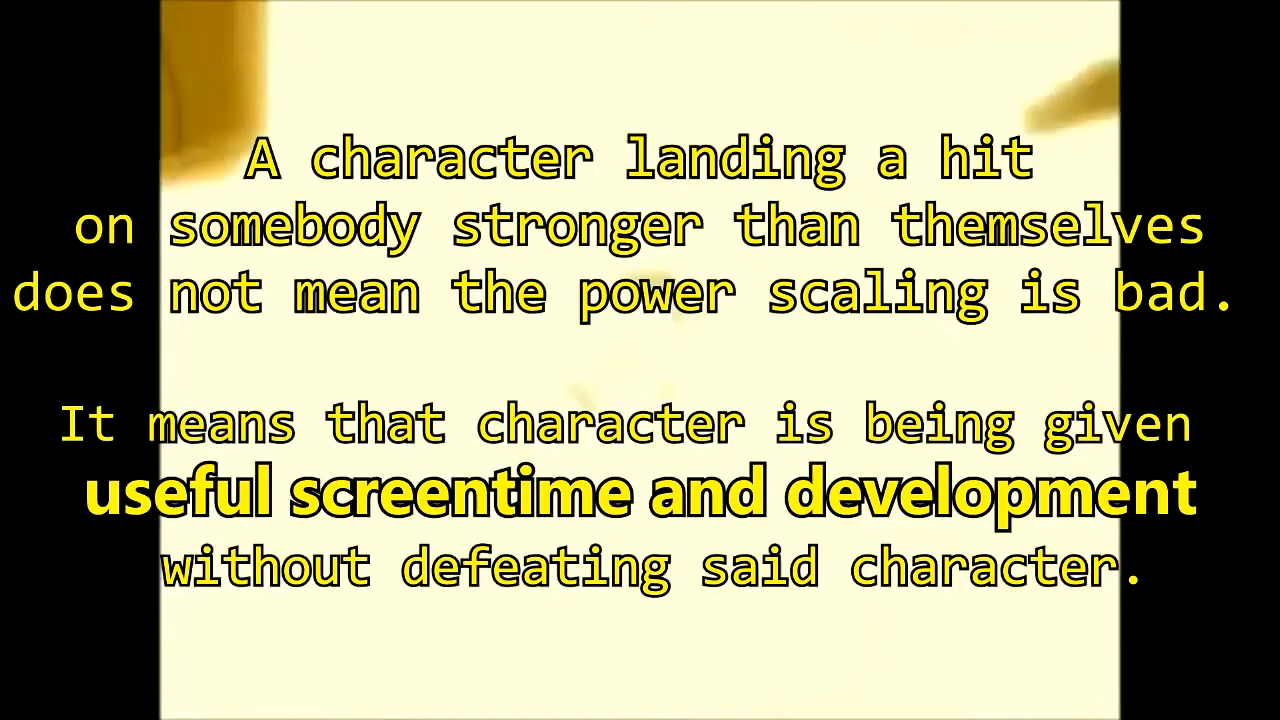 A character landing a hit
on somebody stronger than themselves
does not mean the power scaling is bad.
It means that character is being given
useful screentime and development
without defeating said character.